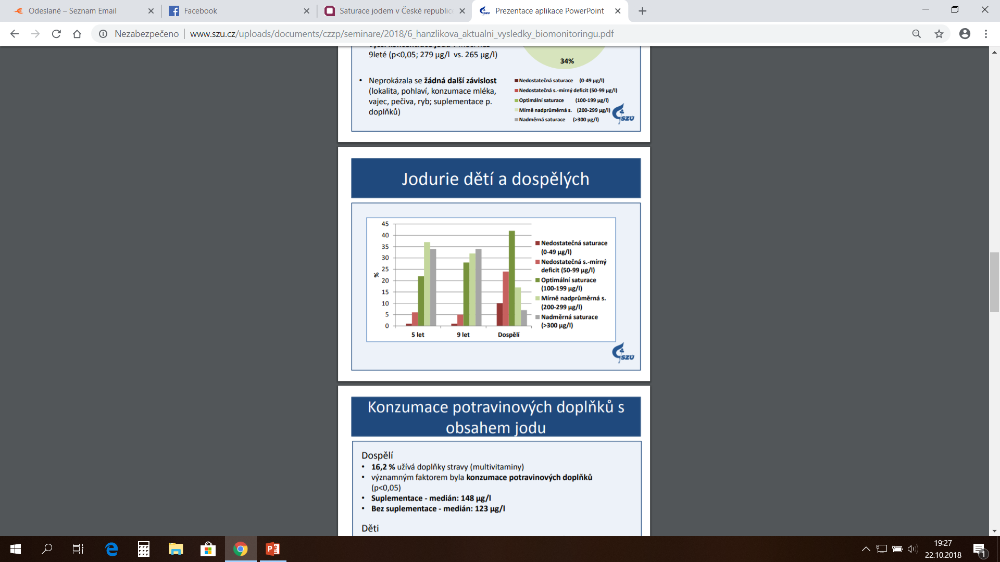 Odeslané – Seznam Email
Facebook
Saturace jodem v České republice
Prezentace aplikace PowerPoint
Nezabezpečeno
www.szu.cz/uploads/documents/czzp/seminare/2018/6_hanzlikova_aktualni_vysledky_biomonitoringu.pdf
9leté (p<0,05; 279 µg/l vs. 265 µg/l)
• Neprokázala se žádná další závislost
(lokalita, pohlaví, konzumace mléka,
vajec, pečiva, ryb; suplementace p.
doplňků)
34%
Nedostatečná saturace (0-49 µg/l)
Nedostatečná s.-mírný deficit (50-99 µg/l)
Optimální saturace (100-199 µg/l)
Mírně nadprůměrná s. (200-299 µg/l)
Nadměrná saturace (>300 µg/l)
SZÚ
Jodurie dětí a dospělých
45
40
35
30
25
20
15
10
5
0
%
5 let
9 let
Dospělí
Nedostatečná saturace
(0-49 µg/l)
Nedostatečná s.-mírný
deficit (50-99 µg/l)
Optimální saturace
(100-199 µg/l)
Mírně nadprůměrná s.
(200-299 µg/l)
Nadměrná saturace
(>300 µg/l)
SZÚ
Konzumace potravinových doplňků s
obsahem jodu
Dospělí
• 16,2 % užívá doplňky stravy (multivitaminy)
• významným faktorem byla konzumace potravinových doplňků
(p<0,05)
• Suplementace - medián: 148 µg/l
• Bez suplementace - medián: 123 µg/l
Děti
19:27
22.10.2018
1